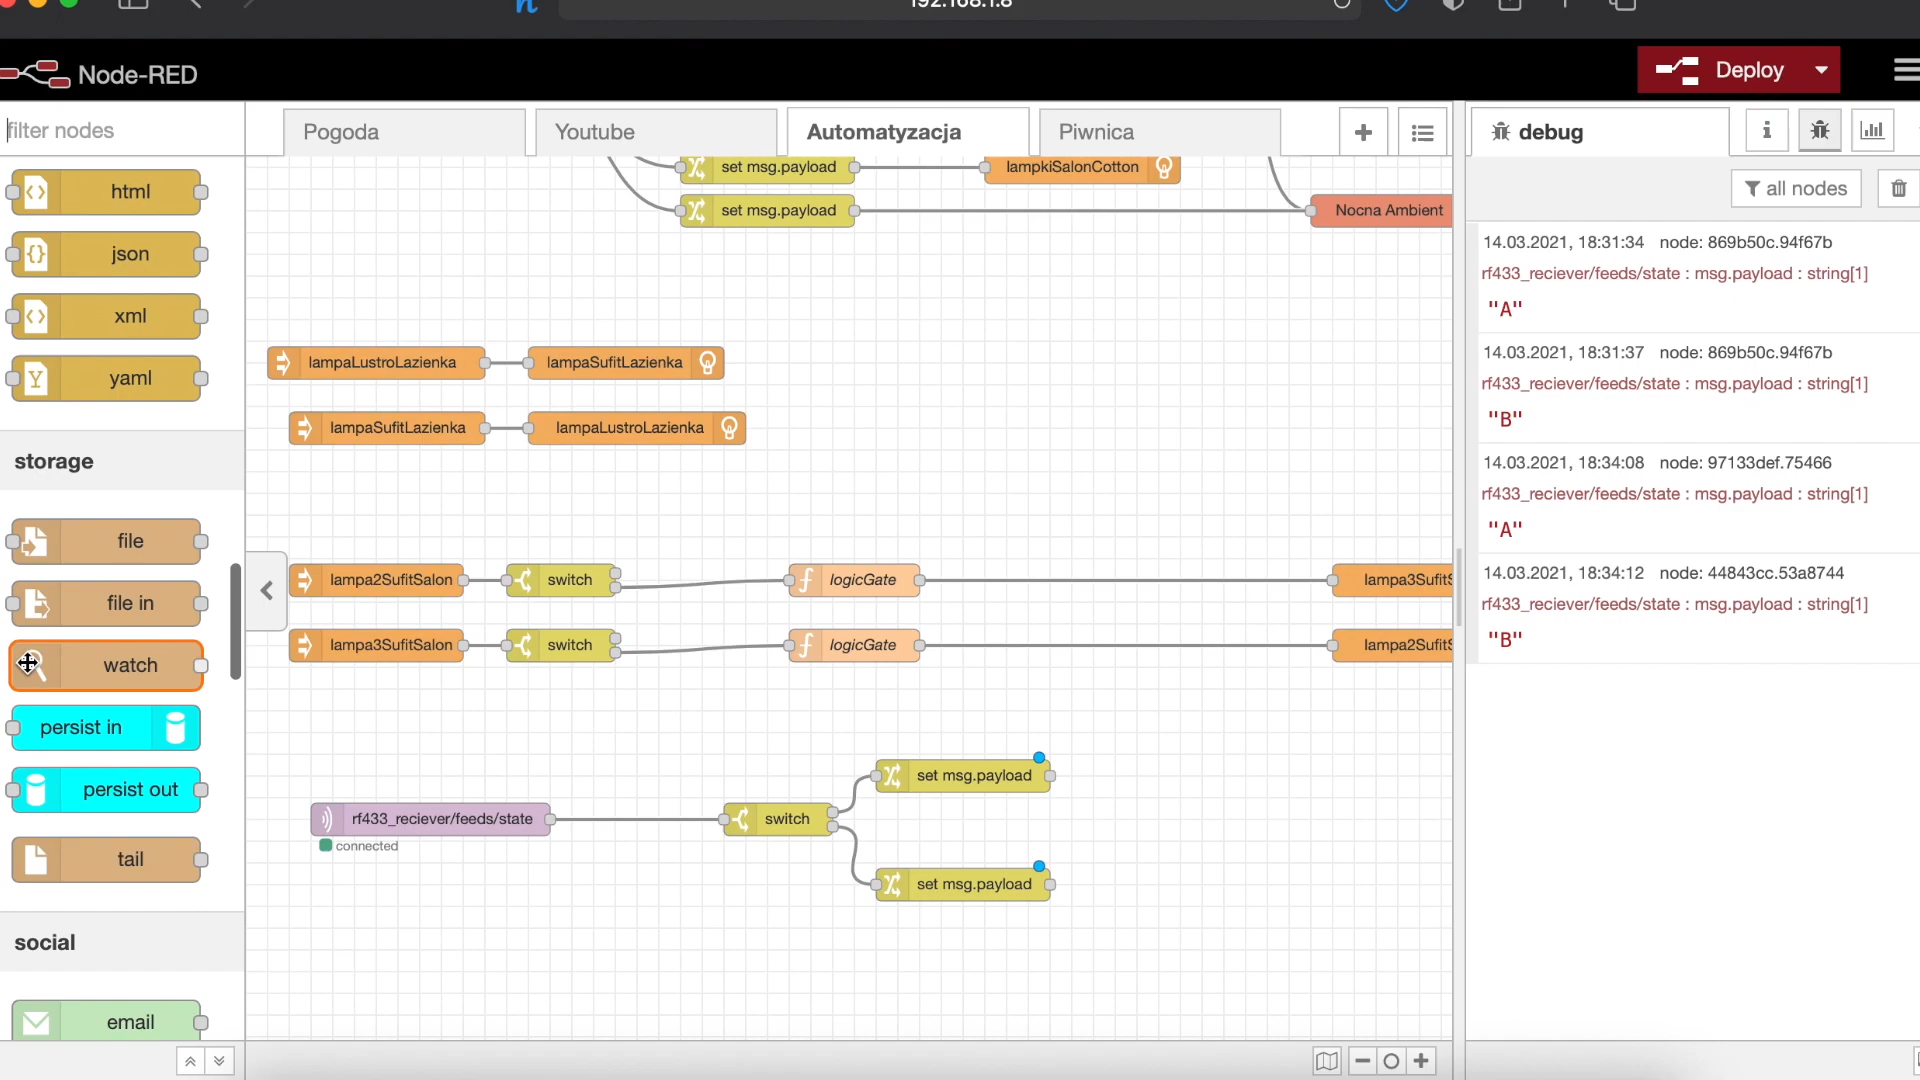 192.168.1.8
Node-RED
Deploy
filter nodes
Pogoda
Youtube
Automatyzacja
Piwnica
debug
all nodes
html
json
xml
yaml
storage
file
file in
watch
persist in
persist out
tail
social
email
set msg.payload
lampkiSalonCotton
set msg.payload
Nocna Ambient
lampaLustroLazienka
lampaSufitLazienka
lampaSufitLazienka
lampaLustroLazienka
lampa2SufitSalon
switch
logicGate
lampa3SufitS
lampa3SufitSalon
switch
logicGate
lampa2SufitS
set msg.payload
rf433_reciever/feeds/state
switch
connected
set msg.payload
14.03.2021, 18:31:34 node: 869b50c.94f67b
rf433_reciever/feeds/state : msg.payload : string[1]
"A"
14.03.2021, 18:31:37 node: 869b50c.94f67b
rf433_reciever/feeds/state : msg.payload : string[1]
"B"
14.03.2021, 18:34:08 node: 97133def.75466
rf433_reciever/feeds/state : msg.payload : string[1]
"A"
14.03.2021, 18:34:12 node: 44843cc.53a8744
rf433_reciever/feeds/state : msg.payload : string[1]
"B"